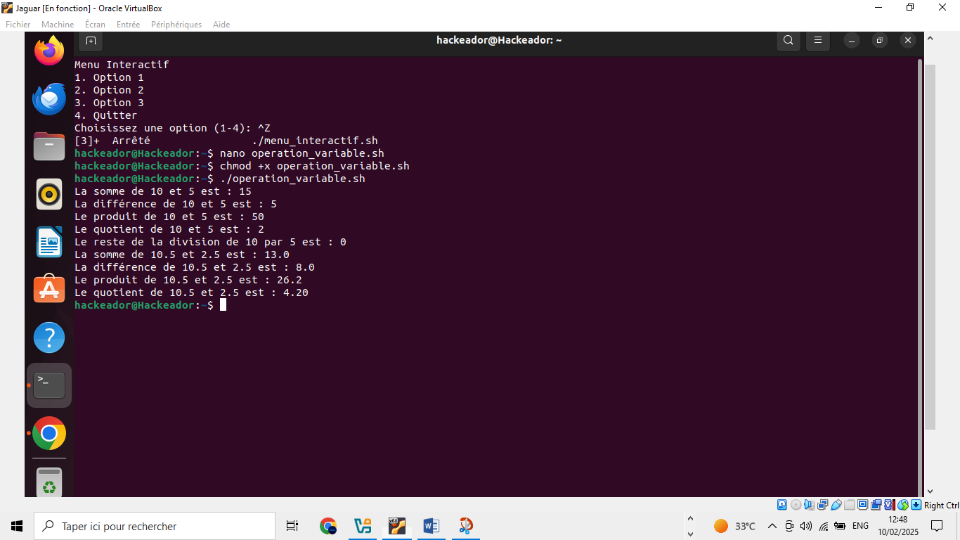 Jaguar [En fonction] - Oracle VirtualBox
Fichier Machine Écran Entrée Périphériques Aide
hackeador@Hackeador: ~
Menu Interactif
1. Option 1
2. Option 2
3. Option 3
4. Quitter
Choisissez une option (1-4): ^Z
[3]+  Arrêté                ./menu_interactif.sh
hackeador@Hackeador:~$ nano operation_variable.sh
hackeador@Hackeador:~$ chmod +x operation_variable.sh
hackeador@Hackeador:~$ ./operation_variable.sh
La somme de 10 et 5 est : 15
La différence de 10 et 5 est : 5
Le produit de 10 et 5 est : 50
Le quotient de 10 et 5 est : 2
Le reste de la division de 10 par 5 est : 0
La somme de 10.5 et 2.5 est : 13.0
La différence de 10.5 et 2.5 est : 8.0
Le produit de 10.5 et 2.5 est : 26.2
Le quotient de 10.5 et 2.5 est : 4.20
hackeador@Hackeador:~$
Right Ctrl
Taper ici pour rechercher
33°C
ENG
12:48
10/02/2025